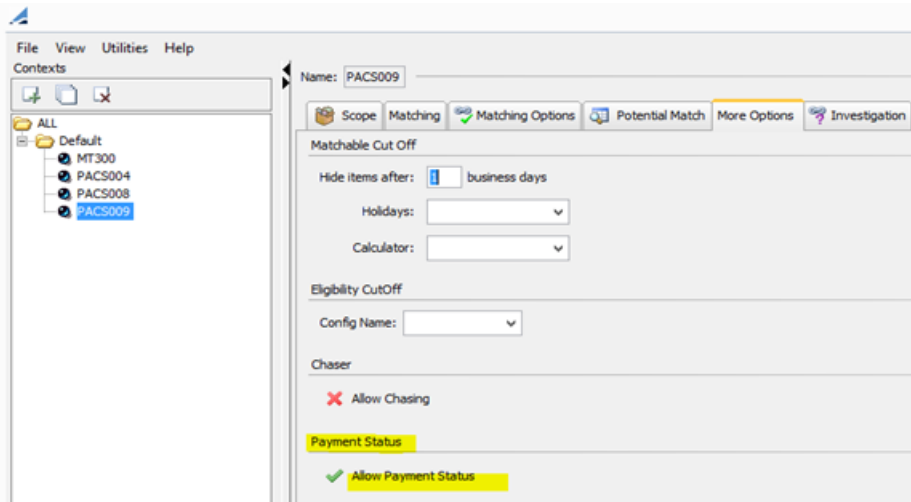 File View Utilities Help
Contexts
Name: PACS009
ALL
Default
MT300
PACS004
PACS008
PACS009
Scope Matching Matching Options Potential Match More Options Investigation
Matchable Cut Off
Hide items after: 1 business days
Holidays:
Calculator:
Eligibility CutOff
Config Name:
Chaser
Allow Chasing
Payment Status
Allow Payment Status